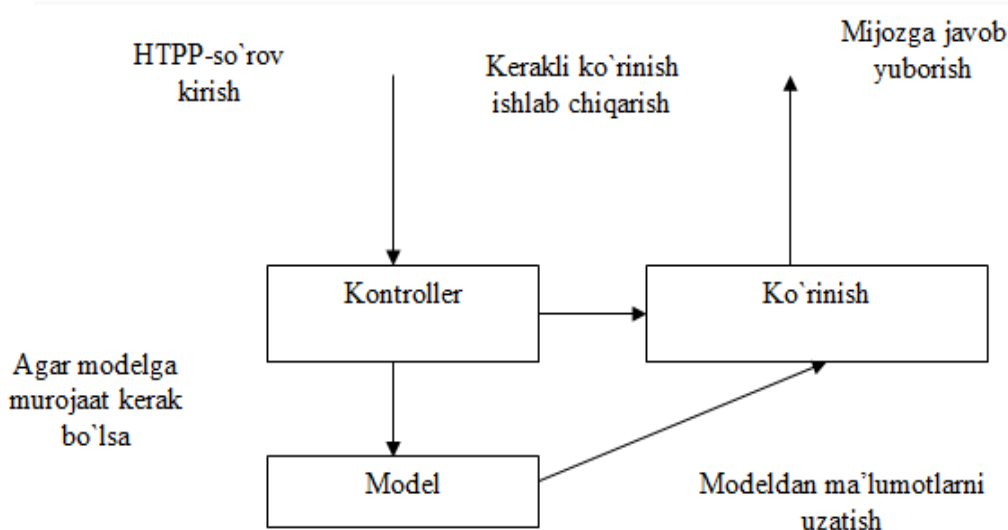 HTPP-so`rov
kirish
Kerakli ko`rinish
ishlab chiqarish
Mijozga javob
yuborish
Kontroller
Ko`rinish
Agar modelga
murojaat kerak
bo`lsa
Model
Modeldan ma’lumotlarni
uzatish